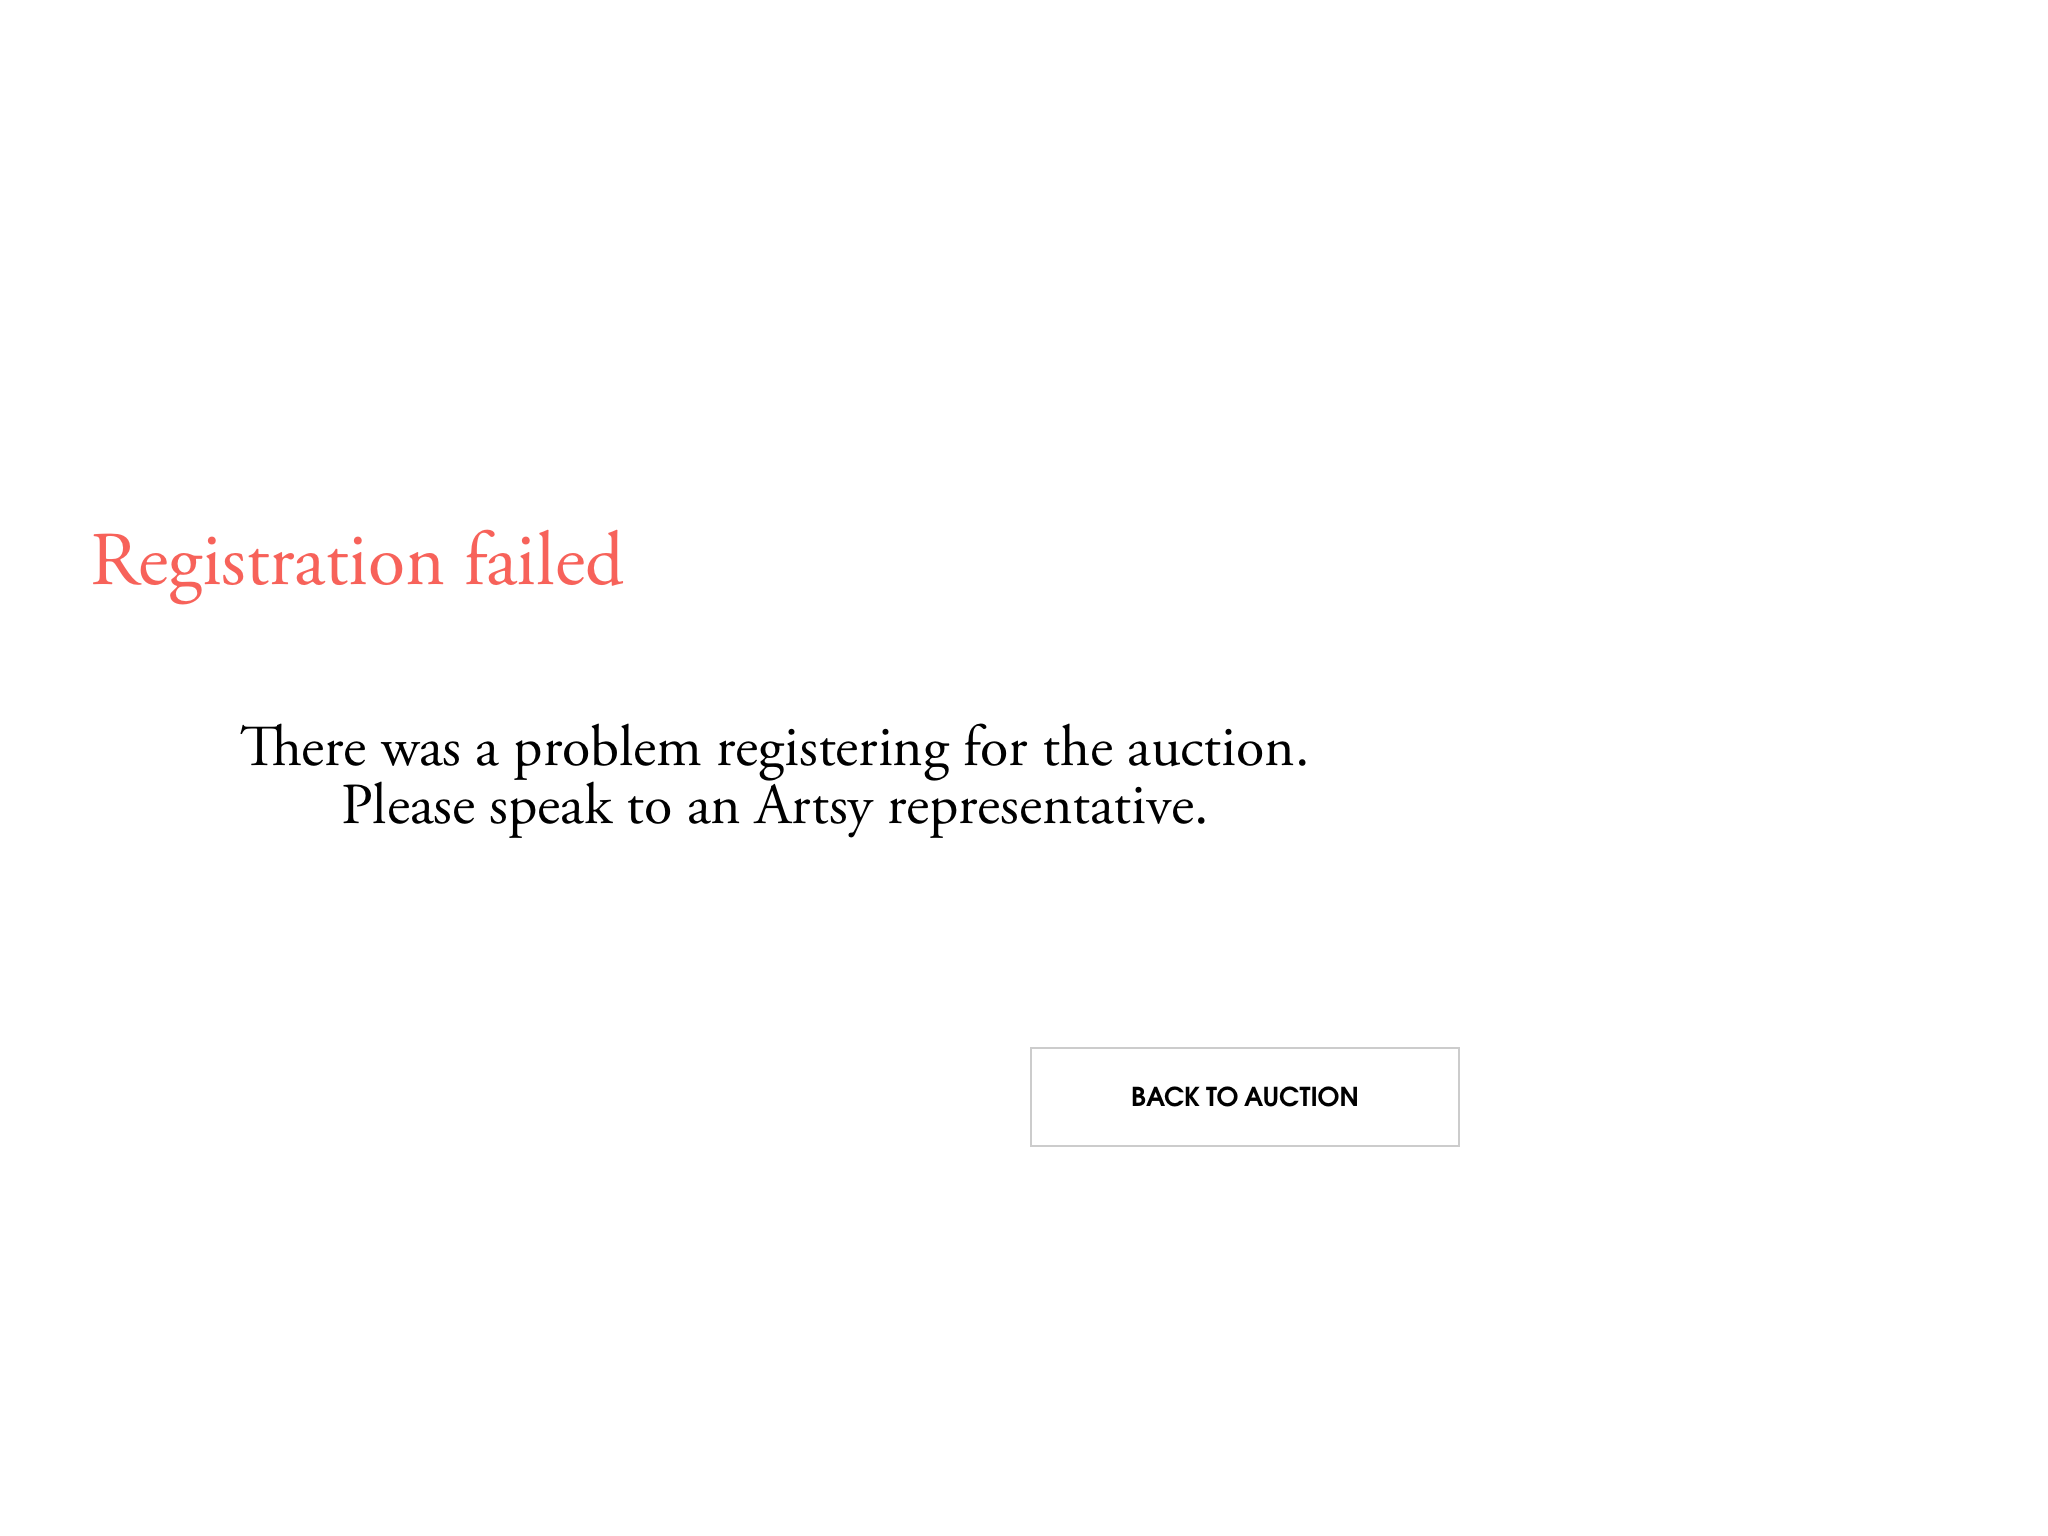 Registration failed
There was a problem registering for the auction.
Please speak to an Artsy representative.
BACK TO AUCTION